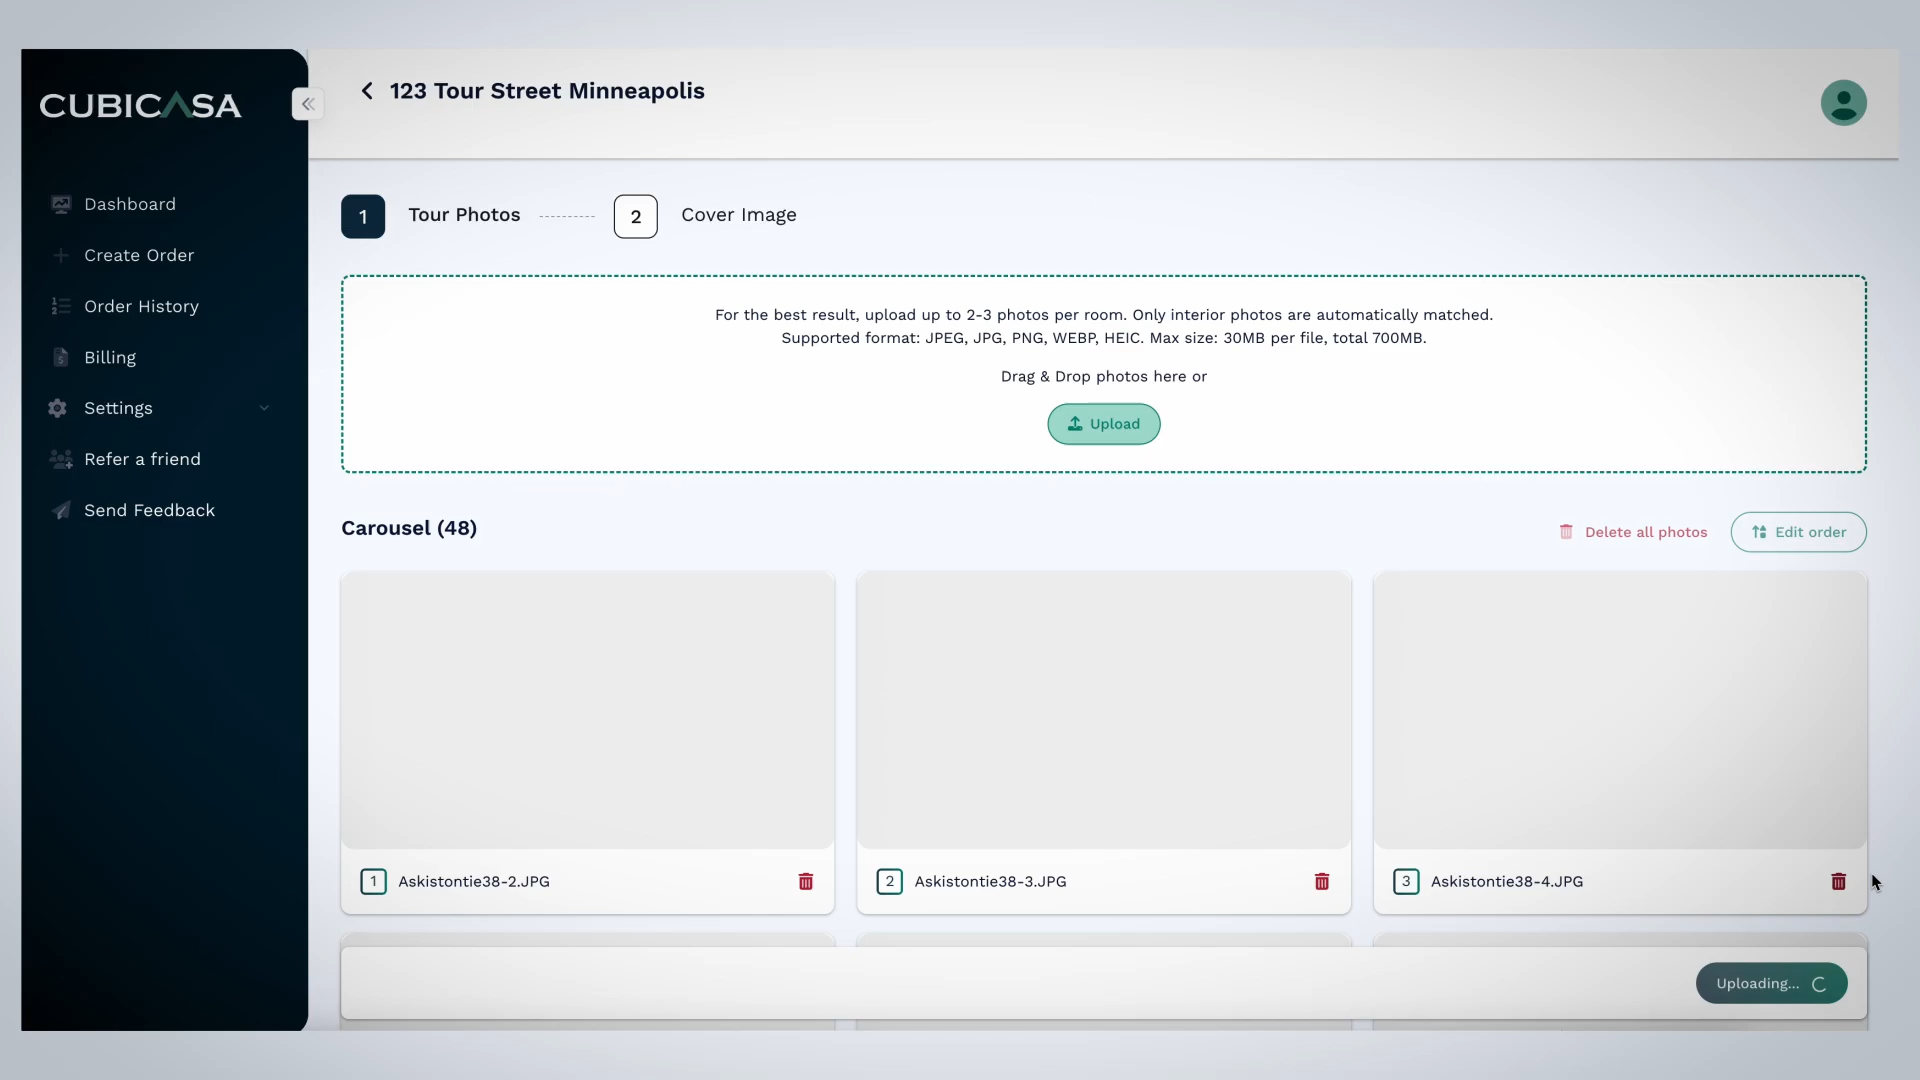 CUBICASA
123 Tour Street Minneapolis
Dashboard
Create Order
Order History
Billing
Settings
Refer a friend
Send Feedback
1 Tour Photos 2 Cover Image
For the best result, upload up to 2-3 photos per room. Only interior photos are automatically matched.
Supported format: JPEG, JPG, PNG, WEBP, HEIC. Max size: 30MB per file, total 700MB.
Drag & Drop photos here or
Upload
Carousel (48)
Delete all photos
Edit order
1 Askistontie38-2.JPG
2 Askistontie38-3.JPG
3 Askistontie38-4.JPG
Uploading...